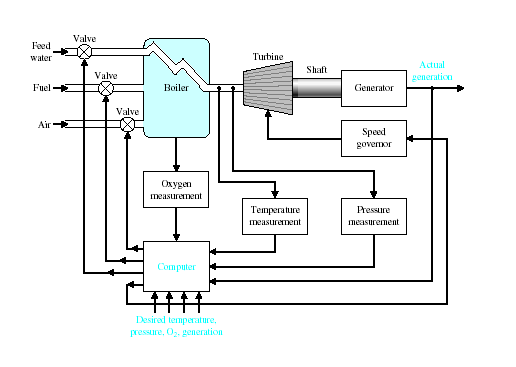 Feed
water
Valve
Fuel
Valve
Air
Valve
Boiler
Turbine
Shaft
Generator
Actual
generation
Speed
governor
Oxygen
measurement
Temperature
measurement
Pressure
measurement
Computer
Desired temperature,
pressure, O2, generation